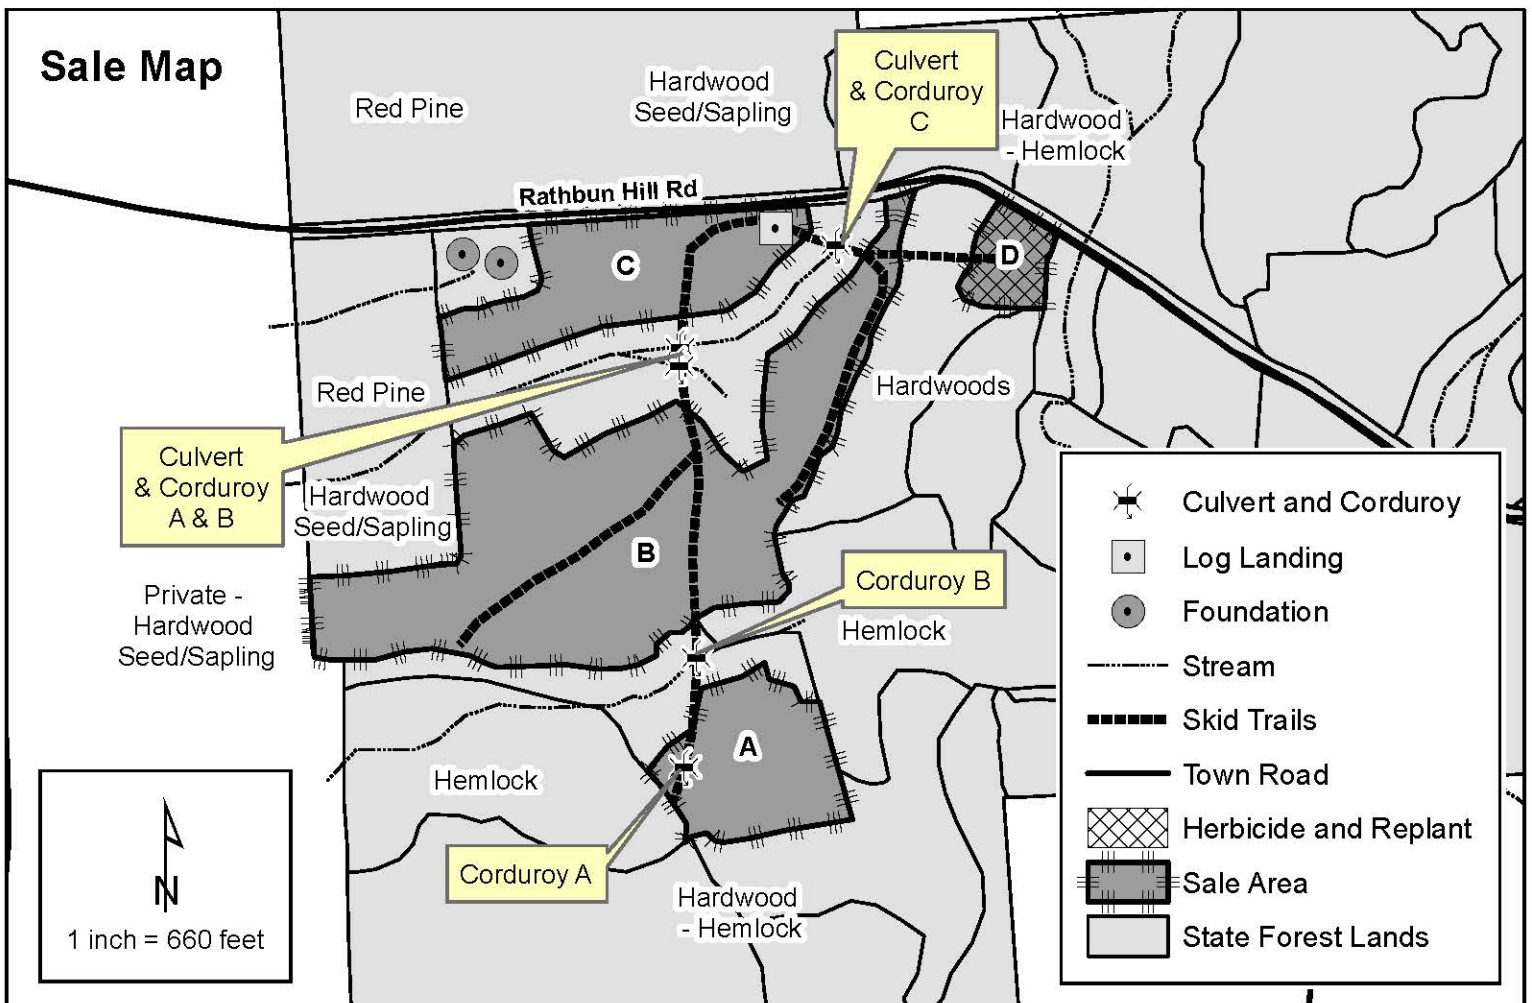 Sale Map
Red Pine
Hardwood
Seed/Sapling
Culvert
& Corduroy
C
Hardwood
- Hemlock
Rathbun Hill Rd
C
D
Red Pine
Hardwoods
Culvert
& Corduroy
A & B
Hardwood
Seed/Sapling
B
Corduroy B
Private -
Hardwood
Seed/Sapling
Hemlock
A
Hemlock
Corduroy A
Hardwood
- Hemlock
N
1 inch = 660 feet
Culvert and Corduroy
Log Landing
Foundation
Stream
Skid Trails
Town Road
Herbicide and Replant
Sale Area
State Forest Lands